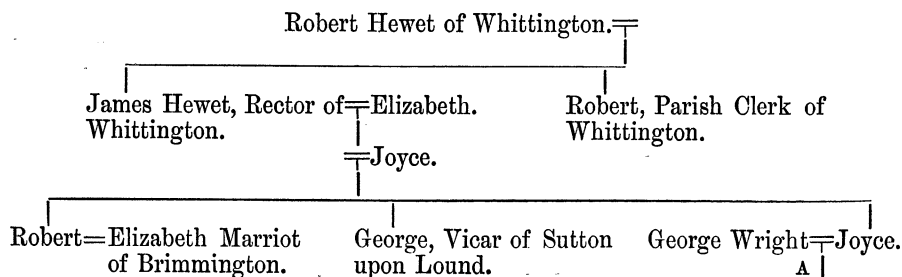 Robert Hewet of Whittington.
James Hewet, Rector of Elizabeth. Robert, Parish Clerk of
Whittington. Whittington.
Joyce.
Robert=Elizabeth Marriot George, Vicar of Sutton George Wright Joyce.
of Brimmington. upon Lound. A